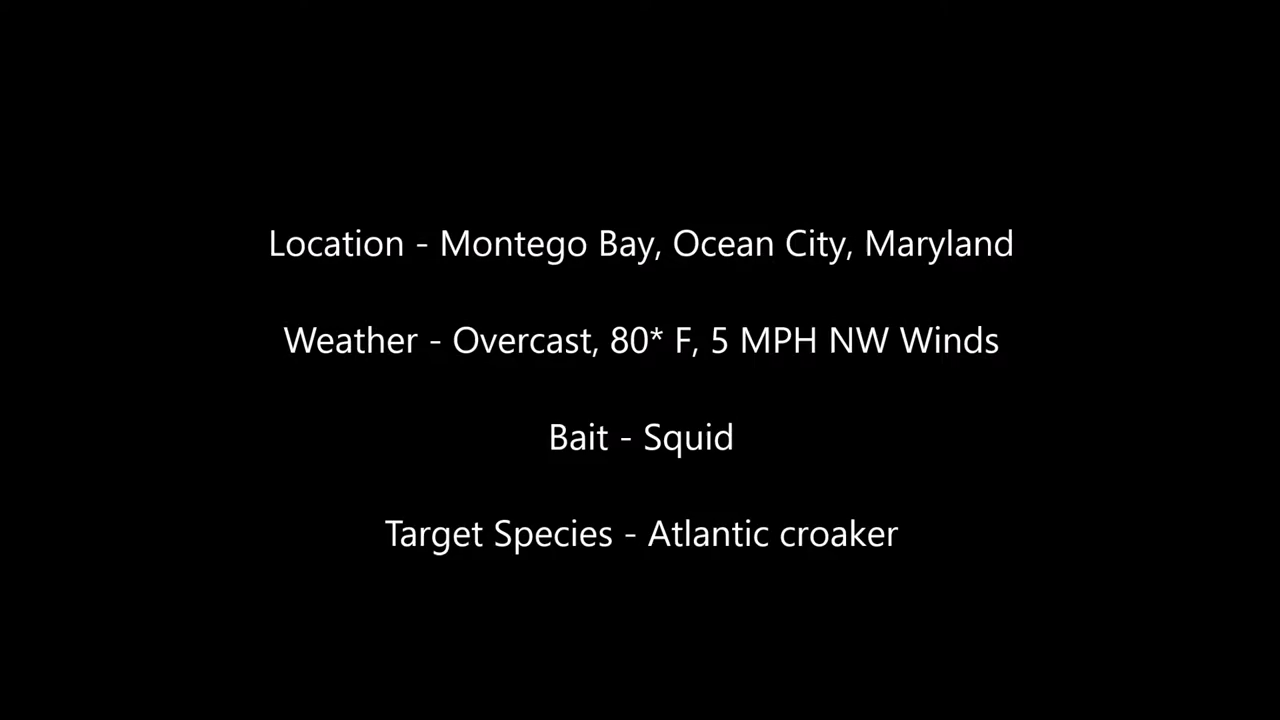 Location - Montego Bay, Ocean City, Maryland
Weather - Overcast, 80* F, 5 MPH NW Winds
Bait - Squid
Target Species - Atlantic croaker